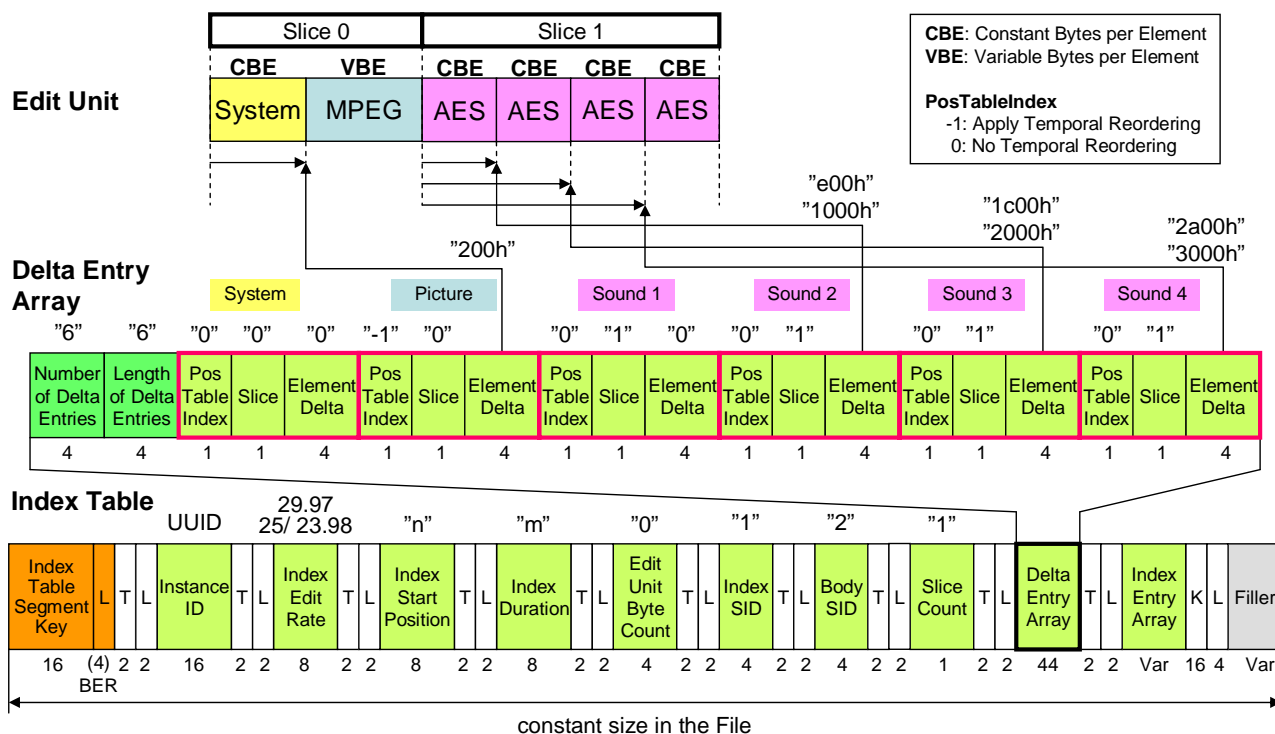 Slice 0 Slice 1
CBE VBE CBE CBE CBE CBE
Edit Unit
System MPEG AES AES AES AES
CBE: Constant Bytes per Element
VBE: Variable Bytes per Element
PosTableIndex
-1: Apply Temporal Reordering
0: No Temporal Reordering
"e00h"
"1000h"
"1c00h"
"2000h"
"2a00h"
"3000h"
"200h"
Delta Entry
Array
System Picture Sound 1 Sound 2 Sound 3 Sound 4
"6" "6" "0" "0" "0" "-1" "0" "0" "1" "0" "0" "1" "0" "1" "0" "1"
Number of Delta Entries
Length of Delta Entries
Pos Table Index Slice Element Delta
Pos Table Index Slice Element Delta
Pos Table Index Slice Element Delta
Pos Table Index Slice Element Delta
Pos Table Index Slice Element Delta
Pos Table Index Slice Element Delta
4 4 1 1 4 1 1 4 1 1 4 1 1 4 1 1 4 1 1 4
Index Table
UUID
29.97
25/ 23.98
"n" "m" "0" "1" "2" "1"
Index Table Segment Key
L T L
Instance ID
T L
Index Edit Rate
T L
Index Start Position
T L
Index Duration
T L
Edit Unit Byte Count
T L
Index SID
T L
Body SID
T L
Slice Count
T L
Delta Entry Array
T L
Index Entry Array
K L
Filler
16 (4) 2 2 16 2 2 8 2 2 8 2 2 8 2 2 4 2 2 4 2 2 4 2 2 1 2 2 44 2 2 Var 16 4 Var
BER
constant size in the File